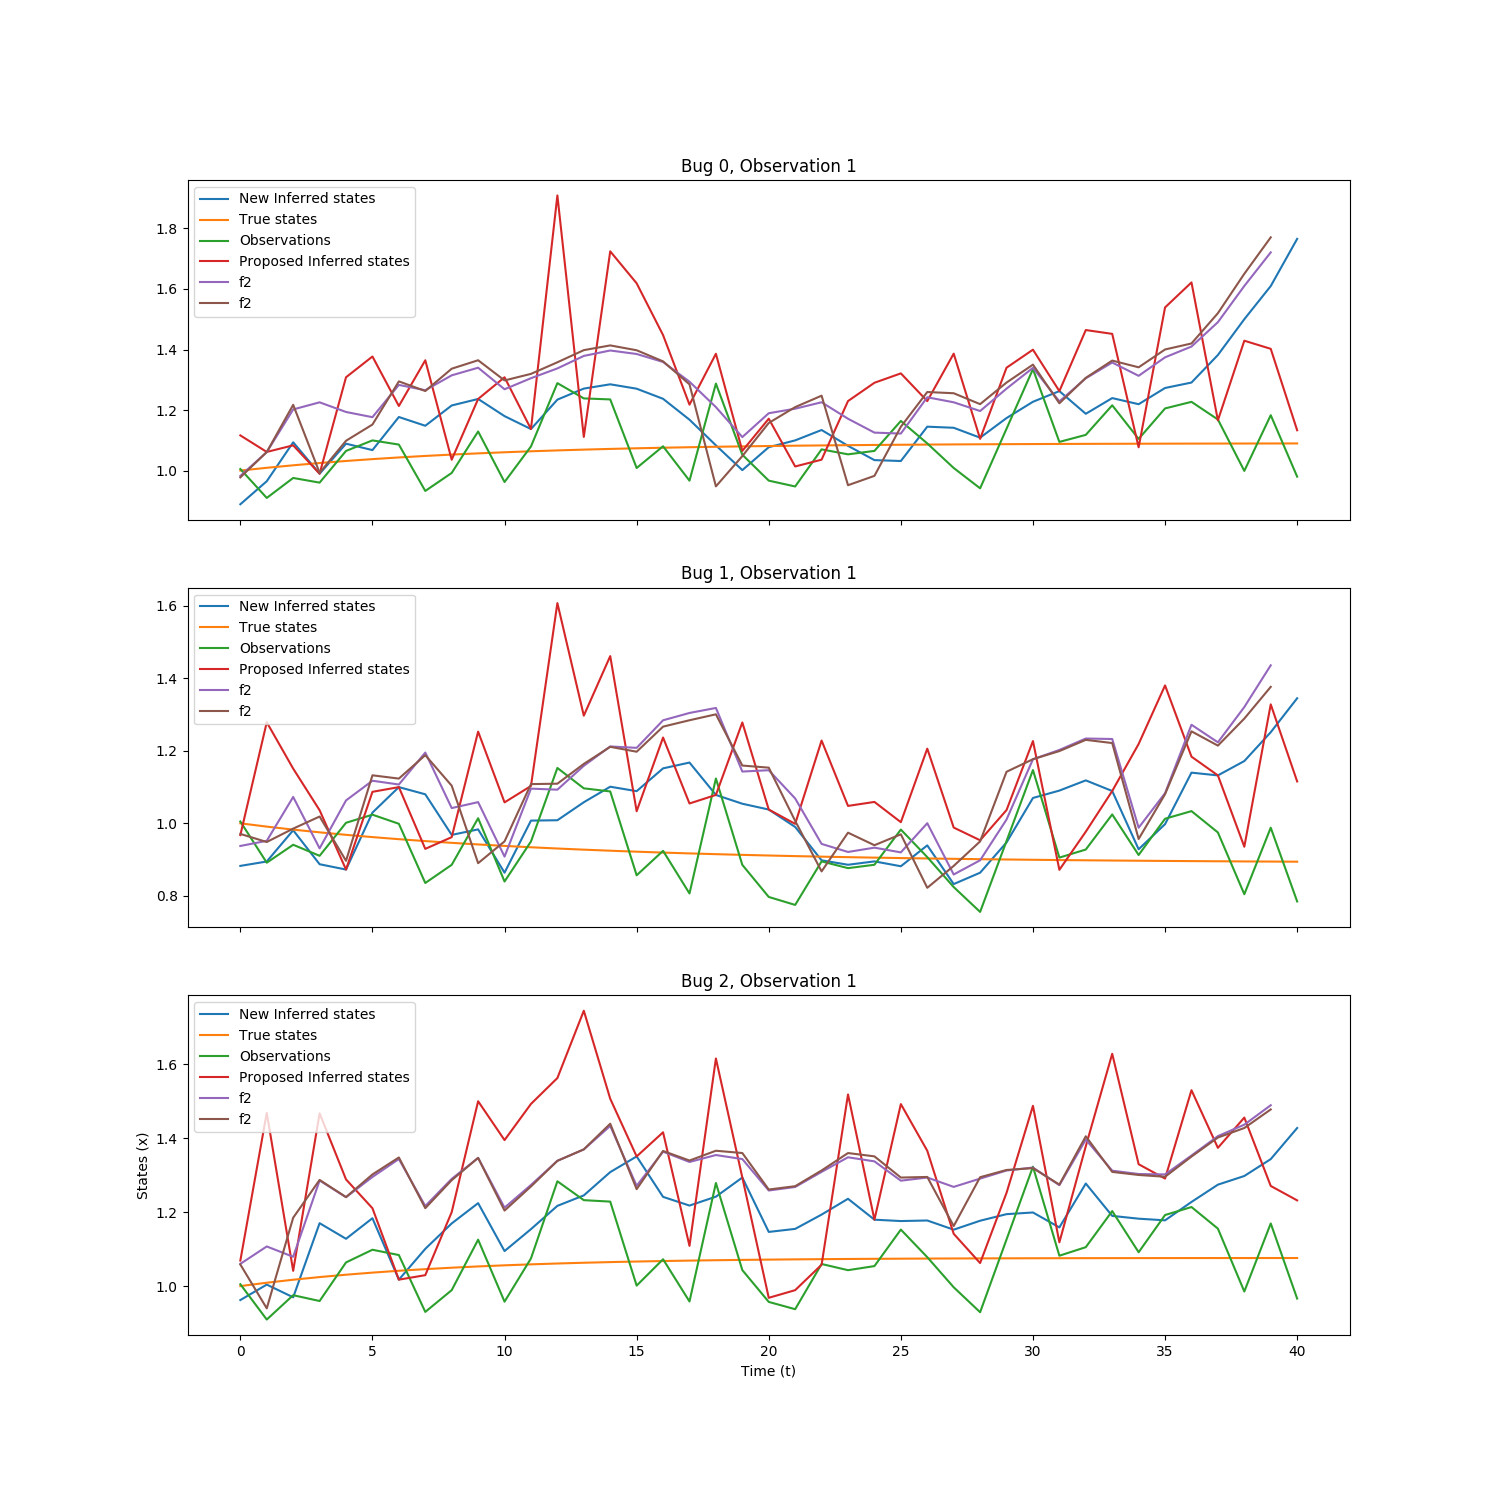 Bug 0, Observation 1
New Inferred states
True states
Observations
Proposed Inferred states
f2
f2
1.8
1.6
1.4
1.2
1.0
Bug 1, Observation 1
New Inferred states
True states
Observations
Proposed Inferred states
f2
f2
1.6
1.4
1.2
1.0
0.8
Bug 2, Observation 1
New Inferred states
True states
Observations
Proposed Inferred states
f2
f2
1.6
1.4
1.2
1.0
States (x)
0 5 10 15 20 25 30 35 40
Time (t)